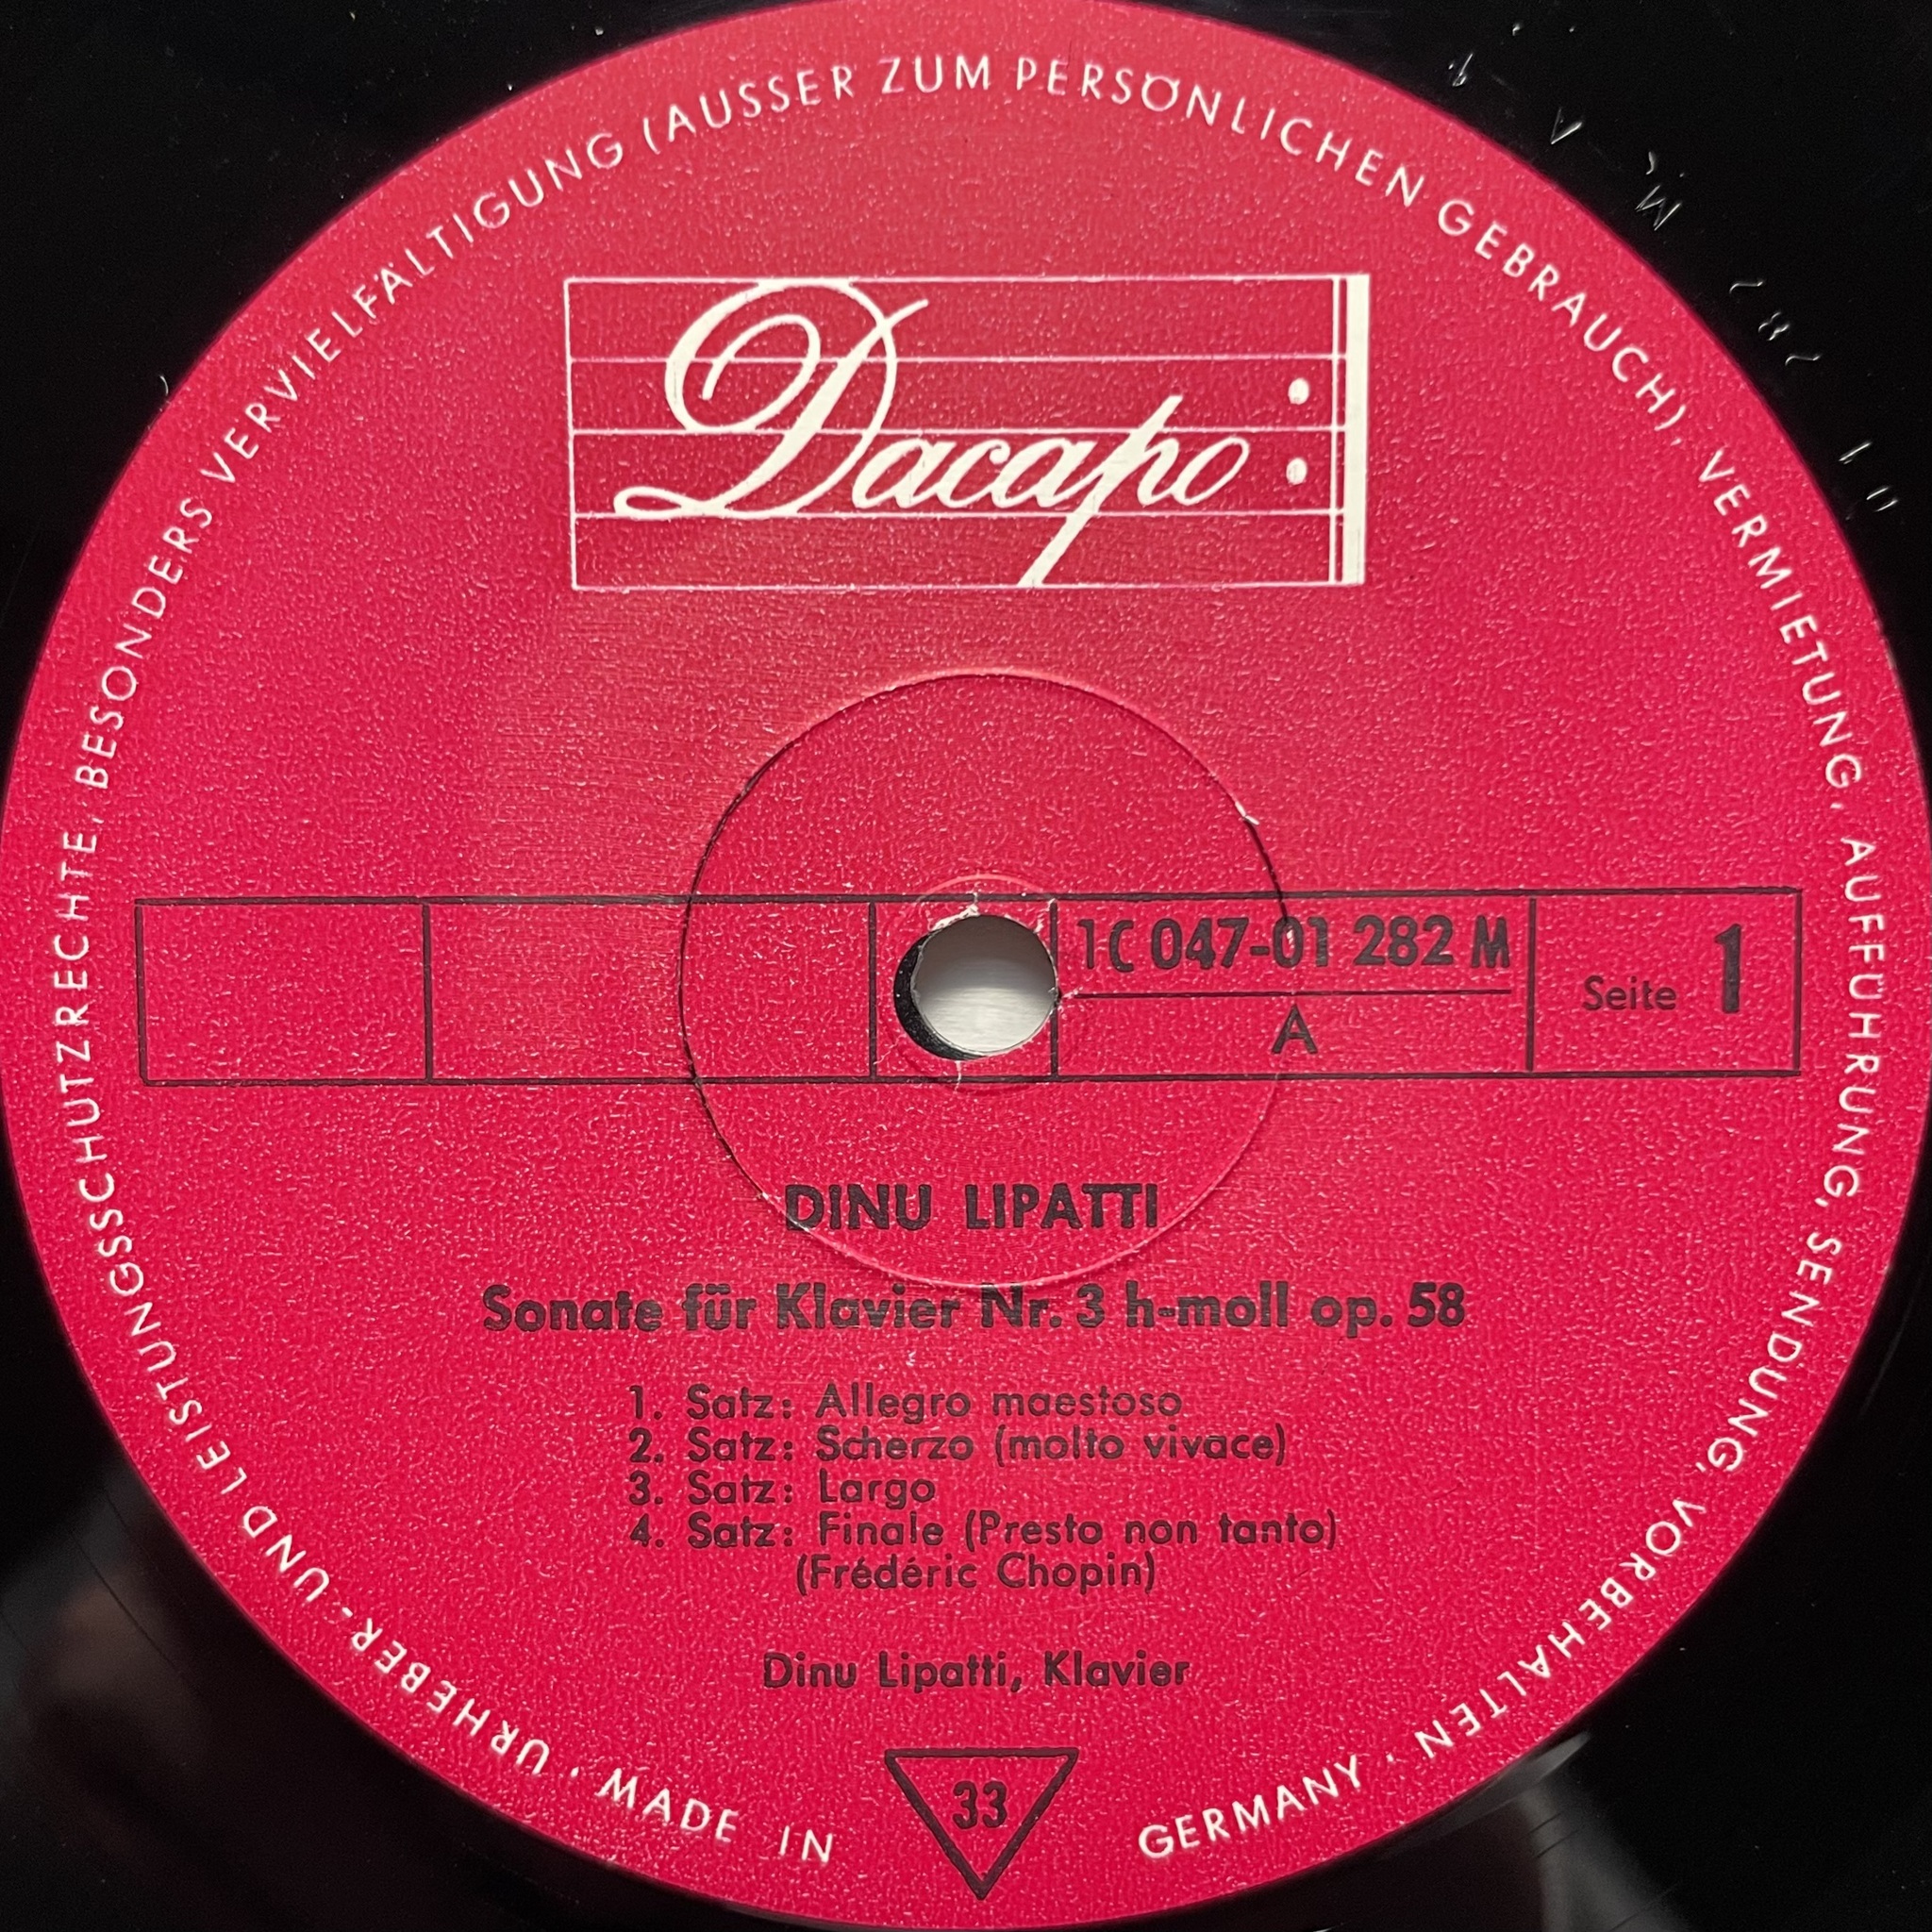 URHEBER- UND LEISTUNGSSCHUTZRECHTE, BESONDERS VERVIELFÄLTIGUNG (AUSSER ZUM PERSÖNLICHEN GEBRAUCH), VERMIETUNG, AUFFÜHRUNG, SENDUNG, VORBEHALTEN · 
Dacapo
1C 047-01 282 M
A
Seite 1
DINU LIPATTI
Sonate für Klavier Nr. 3 h-moll op. 58
1. Satz: Allegro maestoso
2. Satz: Scherzo (molto vivace)
3. Satz: Largo
4. Satz: Finale (Presto non tanto)
(Frédéric Chopin)
Dinu Lipatti, Klavier
33
· MADE IN GERMANY